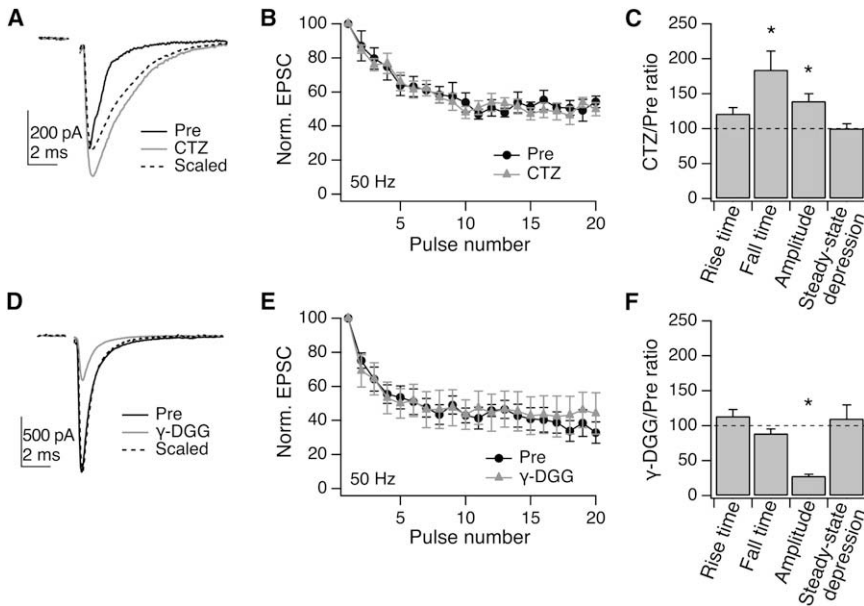 A
200 pA
2 ms
Pre
CTZ
Scaled
B
Norm. EPSC
100
80
60
40
20
0
50 Hz
Pre
CTZ
5
10
15
20
Pulse number
C
CTZ/Pre ratio
250
200
150
100
50
0
*
*
Rise time
Fall time
Amplitude
Steady-state
depression
D
500 pA
2 ms
Pre
γ-DGG
Scaled
E
Norm. EPSC
100
80
60
40
20
0
50 Hz
Pre
γ-DGG
5
10
15
20
Pulse number
F
γ-DGG/Pre ratio
250
200
150
100
50
0
*
Rise time
Fall time
Amplitude
Steady-state
depression